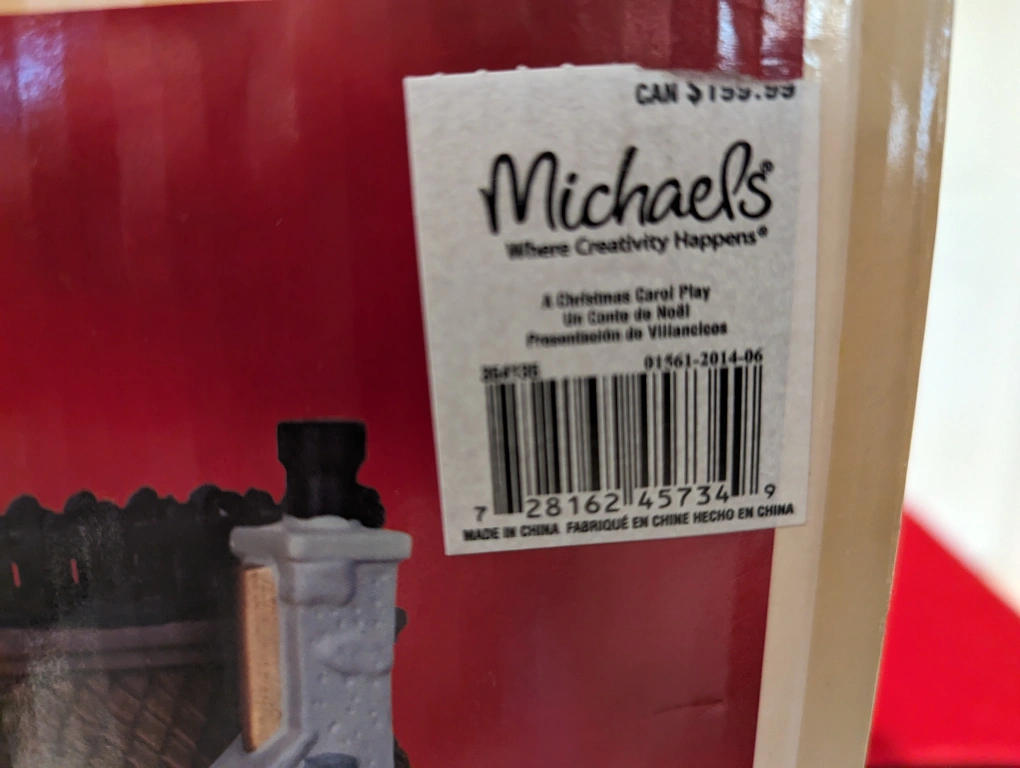 CAN $199.99
Michaels®
Where Creativity Happens®
A Christmas Carol Play
Un Conte de Noël
Presentación de Villancicos
01561-2014-06
7 28162 45734 9
MADE IN CHINA FABRIQUÉ EN CHINE HECHO EN CHINA